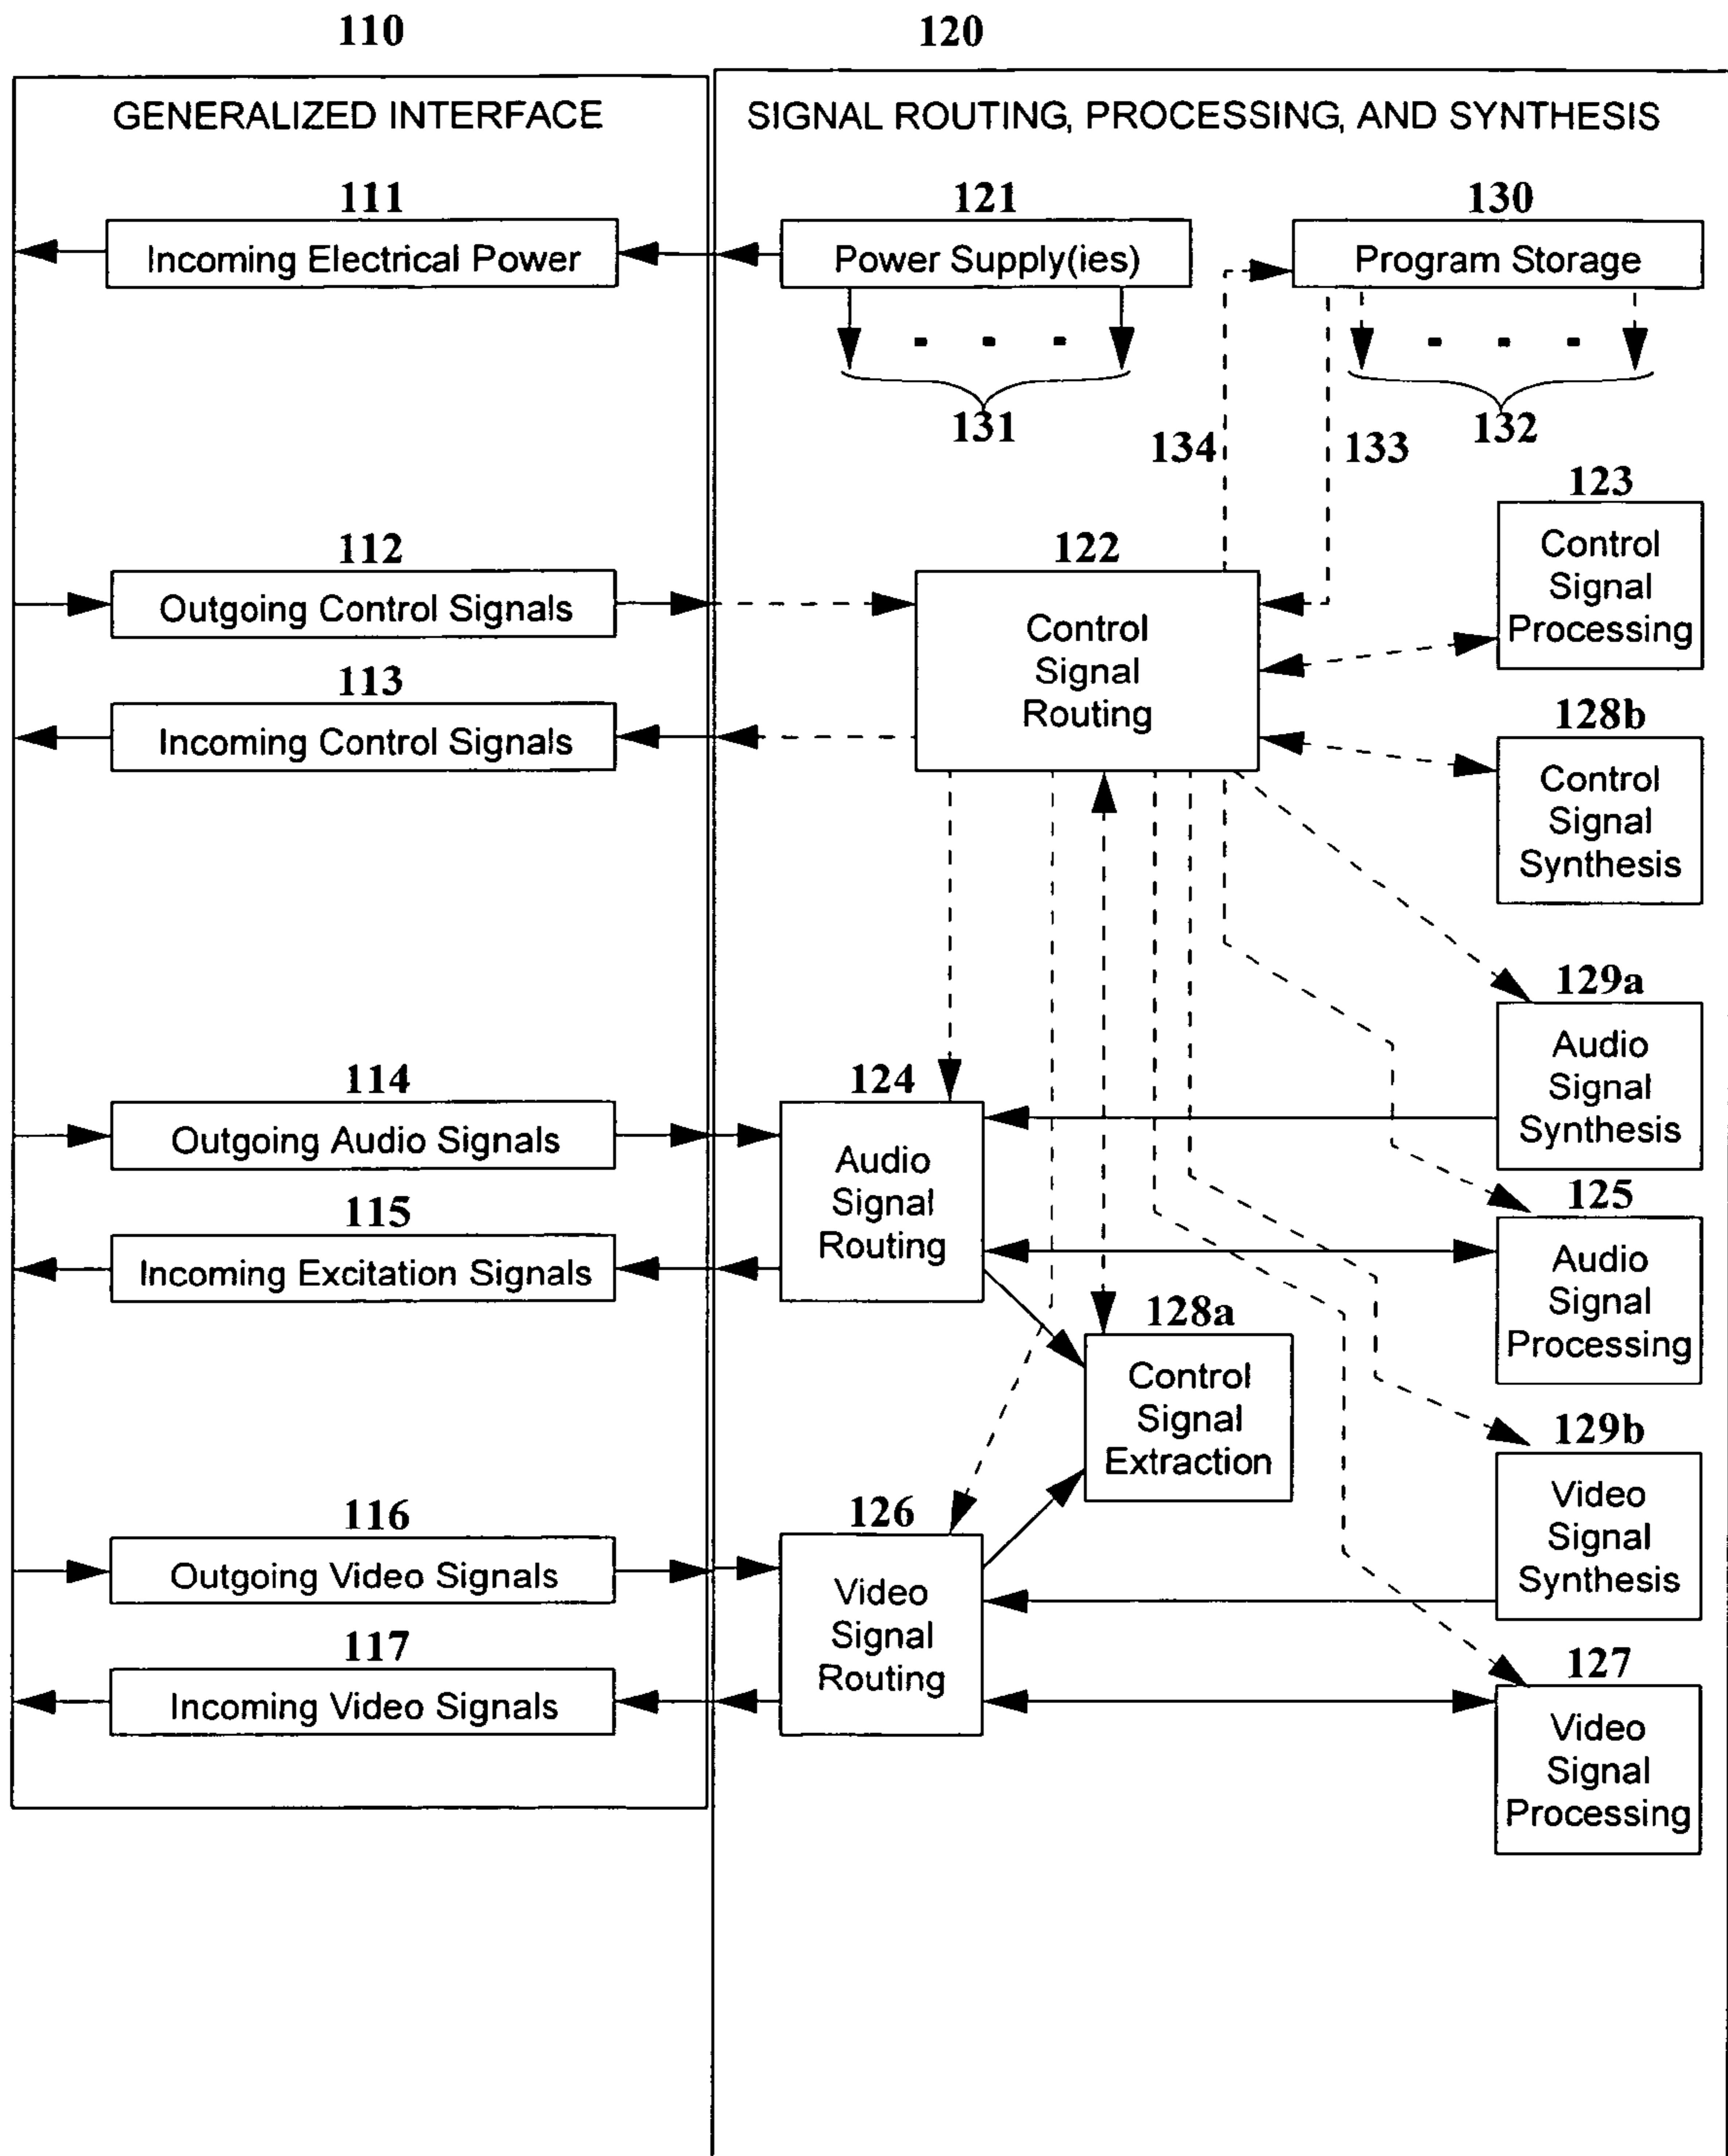 110
120
GENERALIZED INTERFACE
SIGNAL ROUTING, PROCESSING, AND SYNTHESIS
111
Incoming Electrical Power
121
Power Supply(ies)
130
Program Storage
131
132
134
133
123
Control
Signal
Processing
112
Outgoing Control Signals
122
Control
Signal
Routing
113
Incoming Control Signals
128b
Control
Signal
Synthesis
129a
Audio
Signal
Synthesis
114
Outgoing Audio Signals
124
Audio
Signal
Routing
115
Incoming Excitation Signals
125
Audio
Signal
Processing
128a
Control
Signal
Extraction
129b
Video
Signal
Synthesis
116
Outgoing Video Signals
126
Video
Signal
Routing
117
Incoming Video Signals
127
Video
Signal
Processing